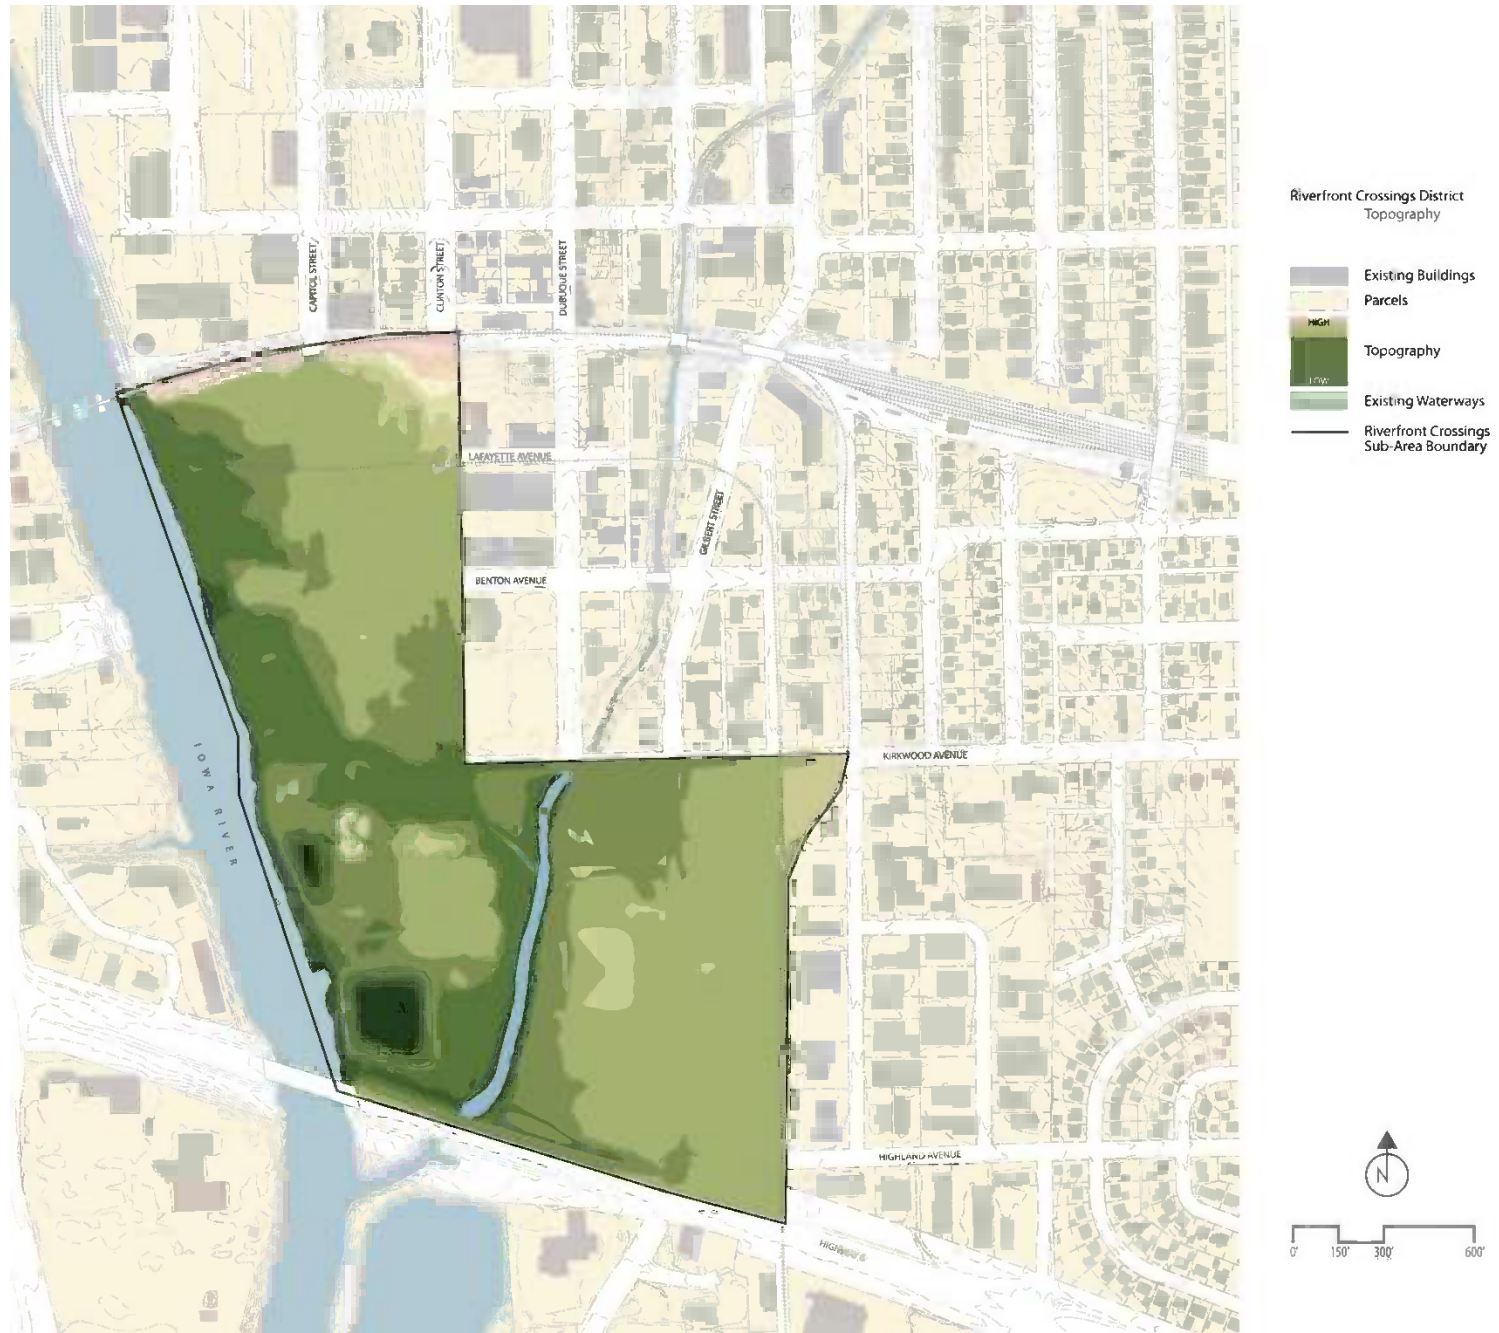 CAPITOL STREET
CLINTON STREET
DUBUQUE STREET
LAFAYETTE AVENUE
GILBERT STREET
BENTON AVENUE
KIRKWOOD AVENUE
IOWA RIVER
HIGHLAND AVENUE
HIGHWAY 6
Riverfront Crossings District
Topography
Existing Buildings
Parcels
HIGH
Topography
LOW
Existing Waterways
Riverfront Crossings
Sub-Area Boundary
N
0' 150' 300' 600'